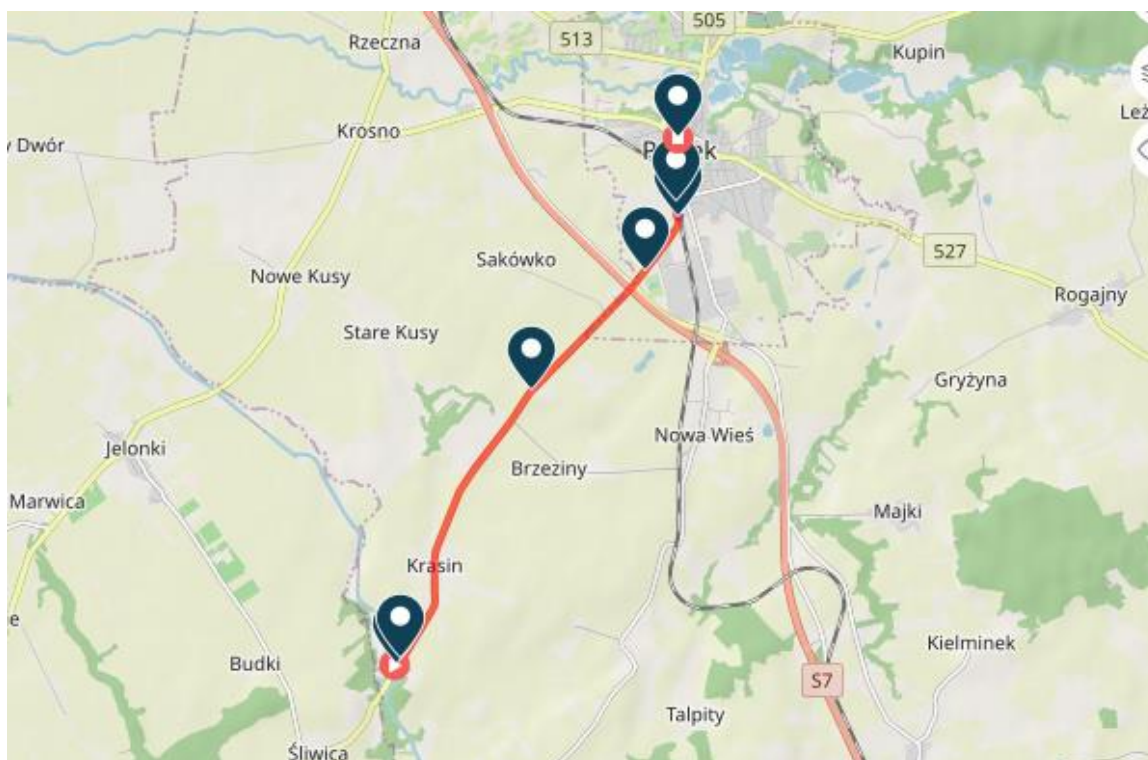 505
Rzeczna
513
Kupin
Leż
Krosno
y Dwór
Sakówko
527
Nowe Kusy
Rogajny
Stare Kusy
Gryżyna
Nowa Wieś
Jelonki
Brzeziny
Marwica
Majki
Krasin
e
Kielminek
Budki
S7
Talpity
Śliwica